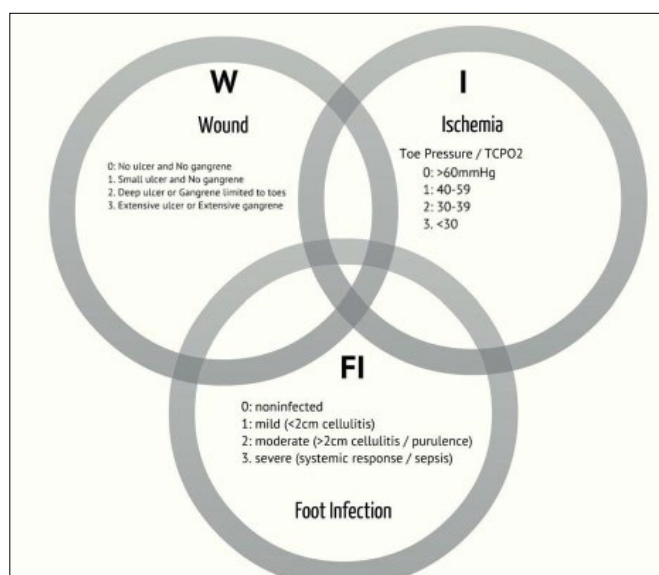 W
Wound
0: No ulcer and No gangrene
1. Small ulcer and No gangrene
2. Deep ulcer or Gangrene limited to toes
3. Extensive ulcer or Extensive gangrene
I
Ischemia
Toe Pressure / TCPO2
0: >60mmHg
1: 40-59
2: 30-39
3. <30
FI
0: noninfected
1: mild (<2cm cellulitis)
2: moderate (>2cm cellulitis / purulence)
3. severe (systemic response / sepsis)
Foot Infection